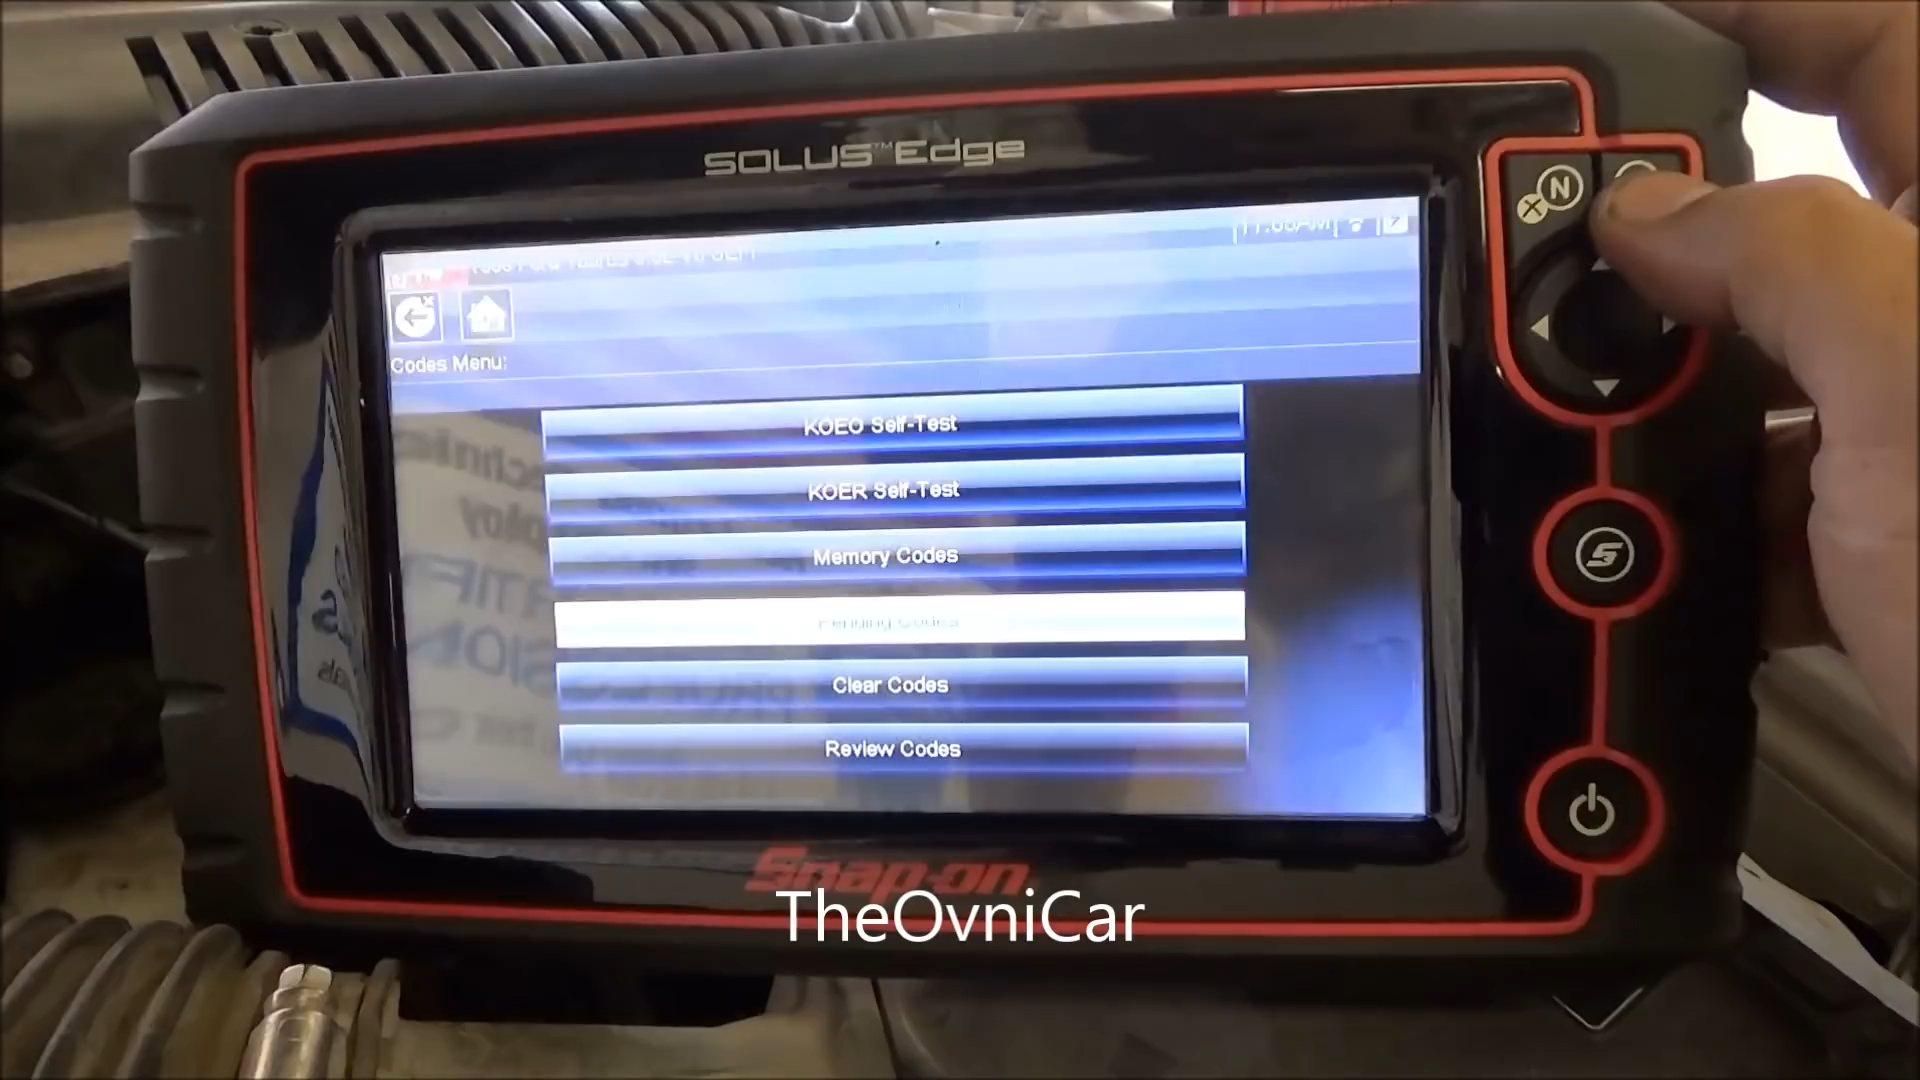 SOLUS™ Edge
N
X
Codes Menu:
KOEO Self-Test
KOER Self-Test
Memory Codes
Pending Codes
Clear Codes
Review Codes
Snap-on
TheOvniCar